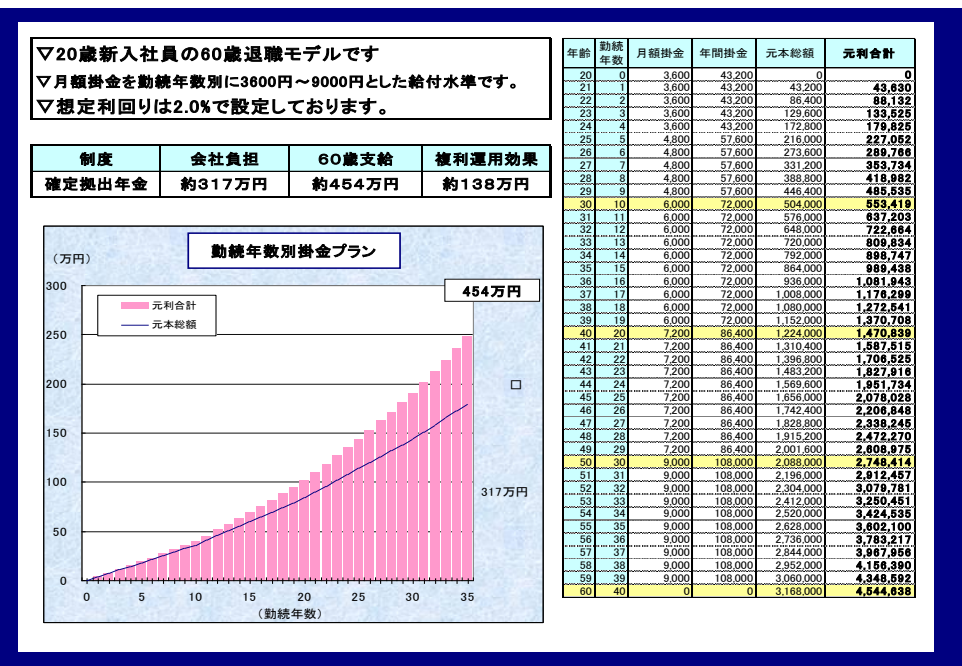 ▽20歳新入社員の60歳退職モデルです
▽月額掛金を勤続年数別に3600円～9000円とした給付水準です。
▽想定利回りは2.0%で設定しております。
制度 会社負担 60歳支給 複利運用効果
確定拠出年金 約317万円 約454万円 約138万円
勤続年数別掛金プラン
（万円）
454万円
元利合計
元本総額
300
250
200
150
100
50
0
317万円
0 5 10 15 20 25 30 35
（勤続年数）
年齢 勤続年数 月額掛金 年間掛金 元本総額 元利合計
20 0 3,600 43,200 0 0
21 1 3,600 43,200 43,200 43,630
22 2 3,600 43,200 86,400 88,132
23 3 3,600 43,200 129,600 133,525
24 4 3,600 43,200 172,800 179,825
25 5 4,800 57,600 216,000 227,052
26 6 4,800 57,600 273,600 289,766
27 7 4,800 57,600 331,200 353,734
28 8 4,800 57,600 388,800 418,982
29 9 4,800 57,600 446,400 485,535
30 10 6,000 72,000 504,000 553,419
31 11 6,000 72,000 576,000 637,203
32 12 6,000 72,000 648,000 722,664
33 13 6,000 72,000 720,000 809,834
34 14 6,000 72,000 792,000 898,747
35 15 6,000 72,000 864,000 989,438
36 16 6,000 72,000 936,000 1,081,943
37 17 6,000 72,000 1,008,000 1,176,299
38 18 6,000 72,000 1,080,000 1,272,541
39 19 6,000 72,000 1,152,000 1,370,708
40 20 7,200 86,400 1,224,000 1,470,839
41 21 7,200 86,400 1,310,400 1,587,515
42 22 7,200 86,400 1,396,800 1,706,525
43 23 7,200 86,400 1,483,200 1,827,916
44 24 7,200 86,400 1,569,600 1,951,734
45 25 7,200 86,400 1,656,000 2,078,028
46 26 7,200 86,400 1,742,400 2,206,848
47 27 7,200 86,400 1,828,800 2,338,245
48 28 7,200 86,400 1,915,200 2,472,270
49 29 7,200 86,400 2,001,600 2,608,975
50 30 9,000 108,000 2,088,000 2,748,414
51 31 9,000 108,000 2,196,000 2,912,457
52 32 9,000 108,000 2,304,000 3,079,781
53 33 9,000 108,000 2,412,000 3,250,451
54 34 9,000 108,000 2,520,000 3,424,535
55 35 9,000 108,000 2,628,000 3,602,100
56 36 9,000 108,000 2,736,000 3,783,217
57 37 9,000 108,000 2,844,000 3,967,956
58 38 9,000 108,000 2,952,000 4,156,390
59 39 9,000 108,000 3,060,000 4,348,592
60 40 0 0 3,168,000 4,544,638